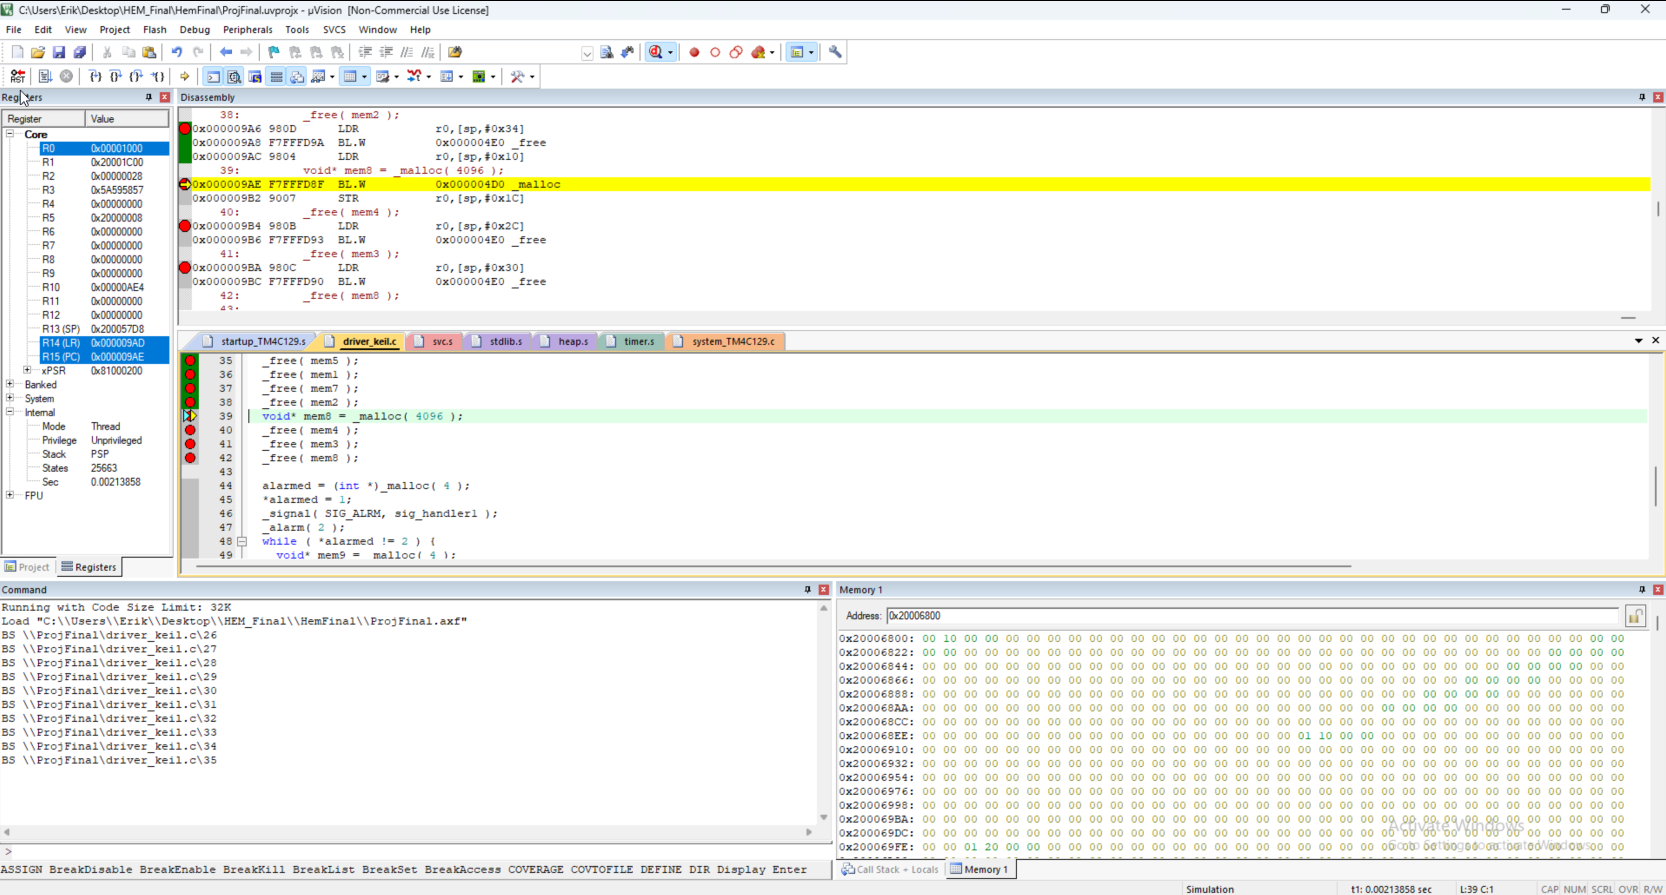 C:\Users\Erik\Desktop\HEM_Final\HemFinal\ProjFinal.uvprojx - µVision [Non-Commercial Use License]
File Edit View Project Flash Debug Peripherals Tools SVCS Window Help
Registers
Register Value
Core
R0 0x00001000
R1 0x20001C00
R2 0x00000028
R3 0x5A595857
R4 0x00000000
R5 0x20000008
R6 0x00000000
R7 0x00000000
R8 0x00000000
R9 0x00000000
R10 0x00000AE4
R11 0x00000000
R12 0x00000000
R13 (SP) 0x200057D8
R14 (LR) 0x000009AD
R15 (PC) 0x000009AE
xPSR 0x81000200
Banked
System
Internal
Mode Thread
Privilege Unprivileged
Stack PSP
States 25663
Sec 0.00213858
FPU
Project Registers
Disassembly
38: _free( mem2 );
0x000009A6 980D LDR r0,[sp,#0x34]
0x000009A8 F7FFFD9A BL.W 0x000004E0 _free
0x000009AC 9804 LDR r0,[sp,#0x10]
39: void* mem8 = _malloc( 4096 );
0x000009AE F7FFFD8F BL.W 0x000004D0 _malloc
0x000009B2 9007 STR r0,[sp,#0x1C]
40: _free( mem4 );
0x000009B4 980B LDR r0,[sp,#0x2C]
0x000009B6 F7FFFD93 BL.W 0x000004E0 _free
41: _free( mem3 );
0x000009BA 980C LDR r0,[sp,#0x30]
0x000009BC F7FFFD90 BL.W 0x000004E0 _free
42: _free( mem8 );
43:
startup_TM4C129.s driver_keil.c svc.s stdlib.s heap.s timer.s system_TM4C129.c
35 _free( mem5 );
36 _free( mem1 );
37 _free( mem7 );
38 _free( mem2 );
39 void* mem8 = _malloc( 4096 );
40 _free( mem4 );
41 _free( mem3 );
42 _free( mem8 );
43
44 alarmed = (int *)_malloc( 4 );
45 *alarmed = 1;
46 _signal( SIG_ALRM, sig_handler1 );
47 _alarm( 2 );
48 while ( *alarmed != 2 ) {
49 void* mem9 = _malloc( 4 );
Command
Running with Code Size Limit: 32K
Load "C:\\Users\\Erik\\Desktop\\HEM_Final\\HemFinal\\ProjFinal.axf"
BS \\ProjFinal\driver_keil.c\26
BS \\ProjFinal\driver_keil.c\27
BS \\ProjFinal\driver_keil.c\28
BS \\ProjFinal\driver_keil.c\29
BS \\ProjFinal\driver_keil.c\30
BS \\ProjFinal\driver_keil.c\31
BS \\ProjFinal\driver_keil.c\32
BS \\ProjFinal\driver_keil.c\33
BS \\ProjFinal\driver_keil.c\34
BS \\ProjFinal\driver_keil.c\35
>
ASSIGN BreakDisable BreakEnable BreakKill BreakList BreakSet BreakAccess COVERAGE COVTOFILE DEFINE DIR Display Enter
Memory 1
Address: 0x20006800
0x20006800: 00 10 00 00 00 00 00 00 00 00 00 00 00 00 00 00 00 00 00 00 00 00 00 00 00 00 00 00 00 00 00 00 00 00
0x20006822: 00 00 00 00 00 00 00 00 00 00 00 00 00 00 00 00 00 00 00 00 00 00 00 00 00 00 00 00 00 00 00 00 00 00
0x20006844: 00 00 00 00 00 00 00 00 00 00 00 00 00 00 00 00 00 00 00 00 00 00 00 00 00 00 00 00 00 00 00 00 00 00
0x20006866: 00 00 00 00 00 00 00 00 00 00 00 00 00 00 00 00 00 00 00 00 00 00 00 00 00 00 00 00 00 00 00 00 00 00
0x20006888: 00 00 00 00 00 00 00 00 00 00 00 00 00 00 00 00 00 00 00 00 00 00 00 00 00 00 00 00 00 00 00 00 00 00
0x200068AA: 00 00 00 00 00 00 00 00 00 00 00 00 00 00 00 00 00 00 00 00 00 00 00 00 00 00 00 00 00 00 00 00 00 00
0x200068CC: 00 00 00 00 00 00 00 00 00 00 00 00 00 00 00 00 00 00 00 00 00 00 00 00 00 00 00 00 00 00 00 00 00 00
0x200068EE: 00 00 00 00 00 00 00 00 00 00 00 00 00 00 00 00 00 00 01 10 00 00 00 00 00 00 00 00 00 00 00 00 00 00
0x20006910: 00 00 00 00 00 00 00 00 00 00 00 00 00 00 00 00 00 00 00 00 00 00 00 00 00 00 00 00 00 00 00 00 00 00
0x20006932: 00 00 00 00 00 00 00 00 00 00 00 00 00 00 00 00 00 00 00 00 00 00 00 00 00 00 00 00 00 00 00 00 00 00
0x20006954: 00 00 00 00 00 00 00 00 00 00 00 00 00 00 00 00 00 00 00 00 00 00 00 00 00 00 00 00 00 00 00 00 00 00
0x20006976: 00 00 00 00 00 00 00 00 00 00 00 00 00 00 00 00 00 00 00 00 00 00 00 00 00 00 00 00 00 00 00 00 00 00
0x20006998: 00 00 00 00 00 00 00 00 00 00 00 00 00 00 00 00 00 00 00 00 00 00 00 00 00 00 00 00 00 00 00 00 00 00
0x200069BA: 00 00 00 00 00 00 00 00 00 00 00 00 00 00 00 00 00 00 00 00 00 00 00 00 00 00 00 00 00 00 00 00 00 00
0x200069DC: 00 00 00 00 00 00 00 00 00 00 00 00 00 00 00 00 00 00 00 00 00 00 00 00 00 00 00 00 00 00 00 00 00 00
0x200069FE: 00 00 01 20 00 00 00 00 00 00 00 00 00 00 00 00 00 00 00 00 00 00
Activate Windows
Go to Settings to activate Windows.
Call Stack + Locals Memory 1
Simulation t1: 0.00213858 sec L:39 C:1 CAP NUM SCRL OVR R/W